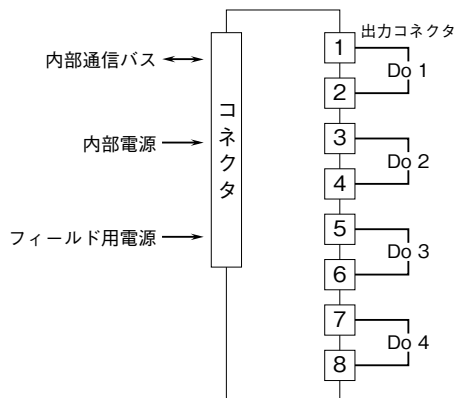 出力コネクタ
内部通信バス
内部電源
フィールド用電源
コネクタ
1
2
Do 1
3
4
Do 2
5
6
Do 3
7
8
Do 4